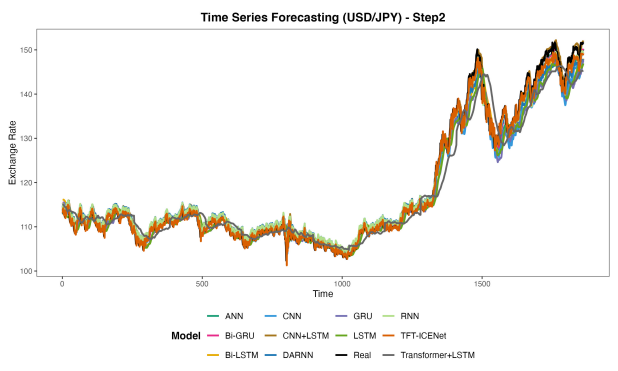 Time Series Forecasting (USD/JPY) - Step2
Exchange Rate
150
140
130
120
110
100
0 500 1000 1500
Time
Model
ANN CNN GRU RNN
Bi-GRU CNN+LSTM LSTM TFT-ICENet
Bi-LSTM DARNN Real Transformer+LSTM